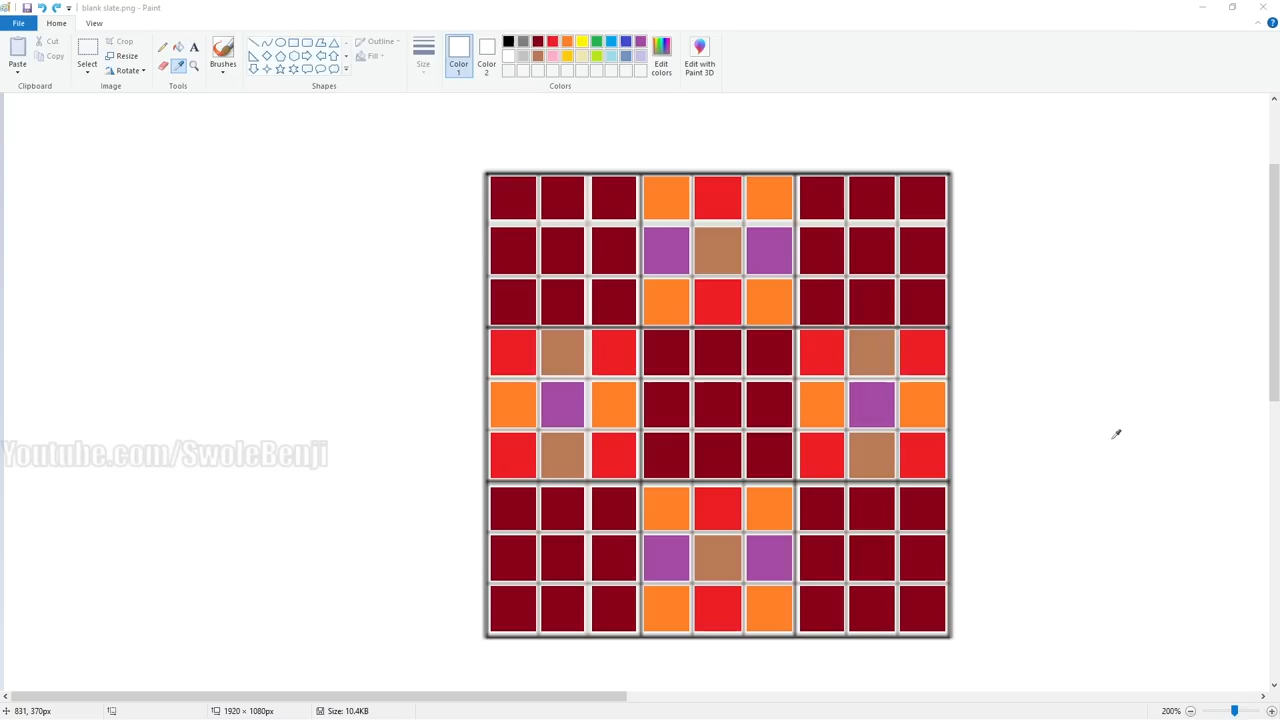 blank slate.png - Paint
File Home View
Paste
Cut
Copy
Clipboard
Select
Crop
Resize
Rotate
Image
Tools
Brushes
Outline
Fill
Shapes
Size
Color 1
Color 2
Edit colors
Colors
Edit with Paint 3D
Youtube.com/SwoleBenji
831, 370px
1920 × 1080px
Size: 10.4KB
200%